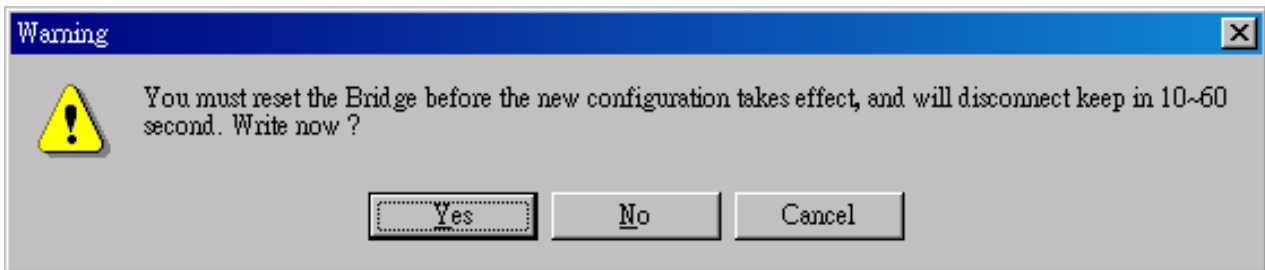 Warning
You must reset the Bridge before the new configuration takes effect, and will disconnect keep in 10~60
second. Write now ?
Yes
No
Cancel